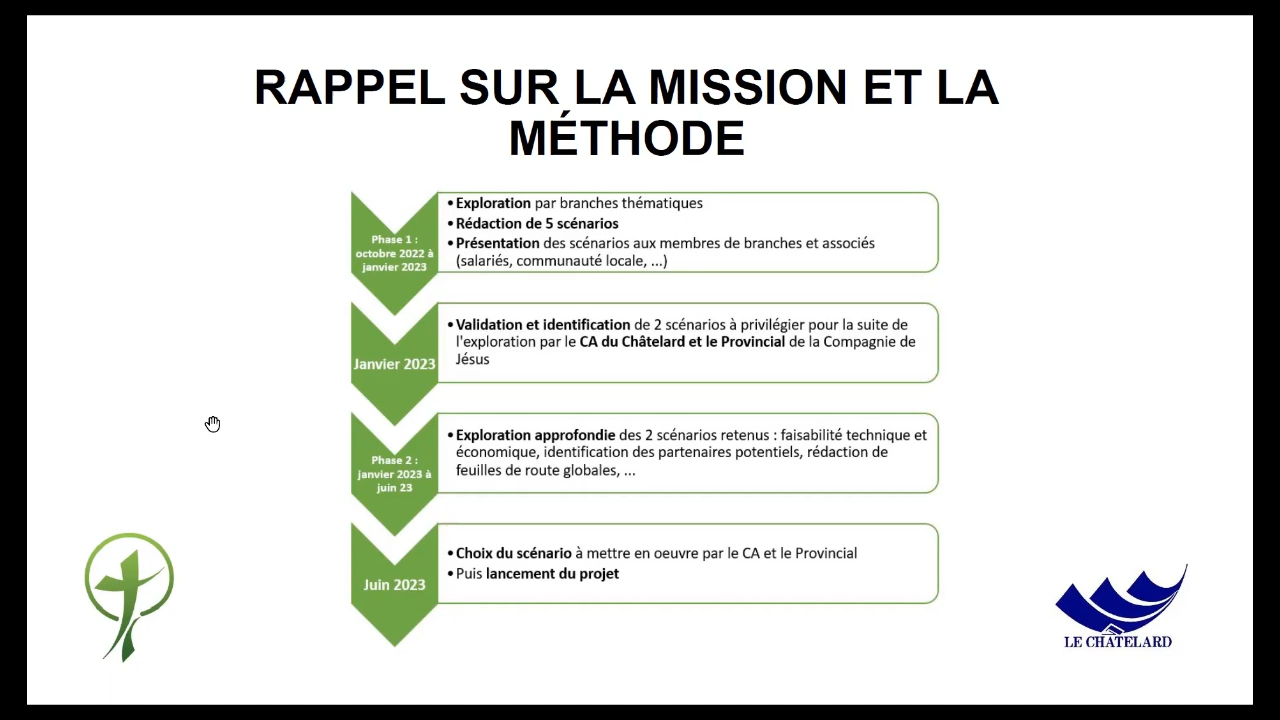 RAPPEL SUR LA MISSION ET LA
MÉTHODE
Phase 1 :
octobre 2022 à
janvier 2023
• Exploration par branches thématiques
• Rédaction de 5 scénarios
• Présentation des scénarios aux membres de branches et associés
(salariés, communauté locale, ...)
Janvier 2023
• Validation et identification de 2 scénarios à privilégier pour la suite de
l'exploration par le CA du Châtelard et le Provincial de la Compagnie de
Jésus
Phase 2 :
janvier 2023 à
juin 23
• Exploration approfondie des 2 scénarios retenus : faisabilité technique et
économique, identification des partenaires potentiels, rédaction de
feuilles de route globales, ...
Juin 2023
• Choix du scénario à mettre en oeuvre par le CA et le Provincial
• Puis lancement du projet
LE CHÂTELARD